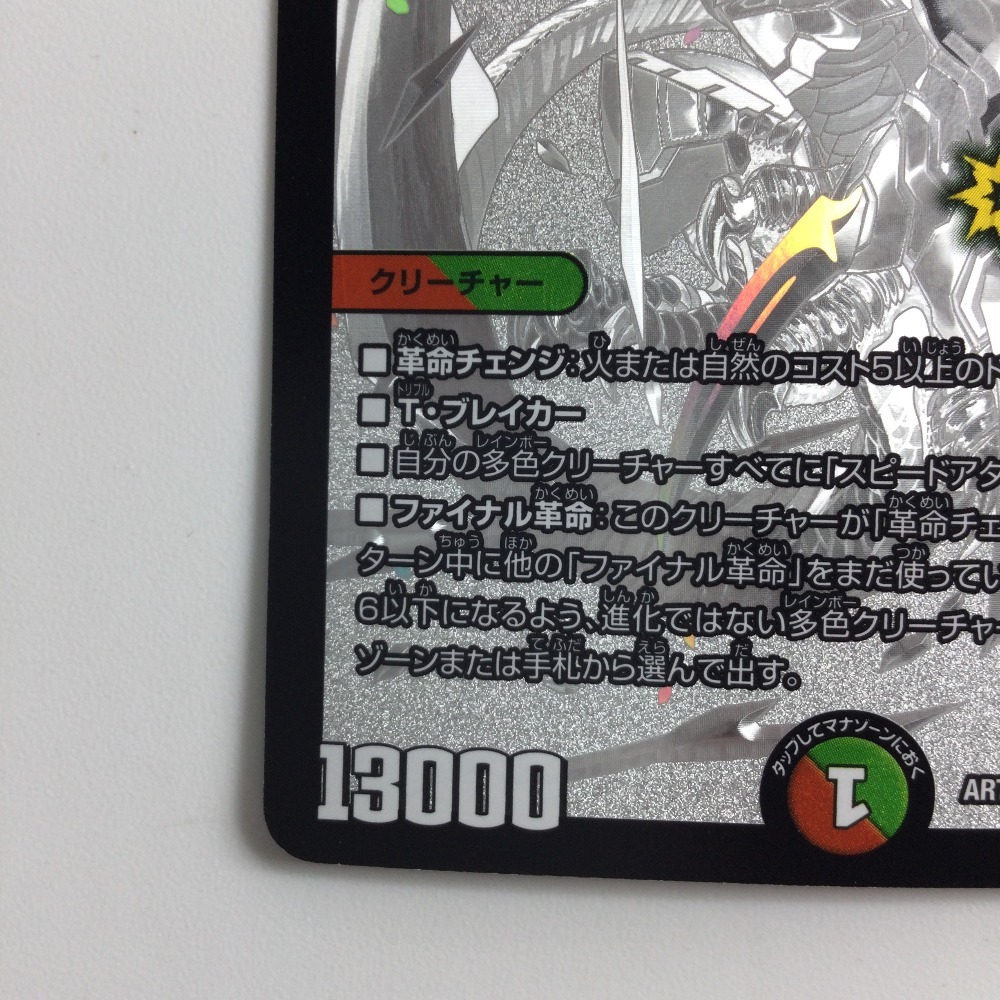 クリーチャー
■革命チェンジ:火または自然のコスト5以上のド
■T・ブレイカー
■自分の多色クリーチャーすべてに「スピードアタ
■ファイナル革命:このクリーチャーが「革命チェ
ターン中に他の「ファイナル革命」をまだ使ってい
6以下になるよう、進化ではない多色クリーチャー
ゾーンまたは手札から選んで出す。
13000
タップしてマナゾーンにおく
1
ART